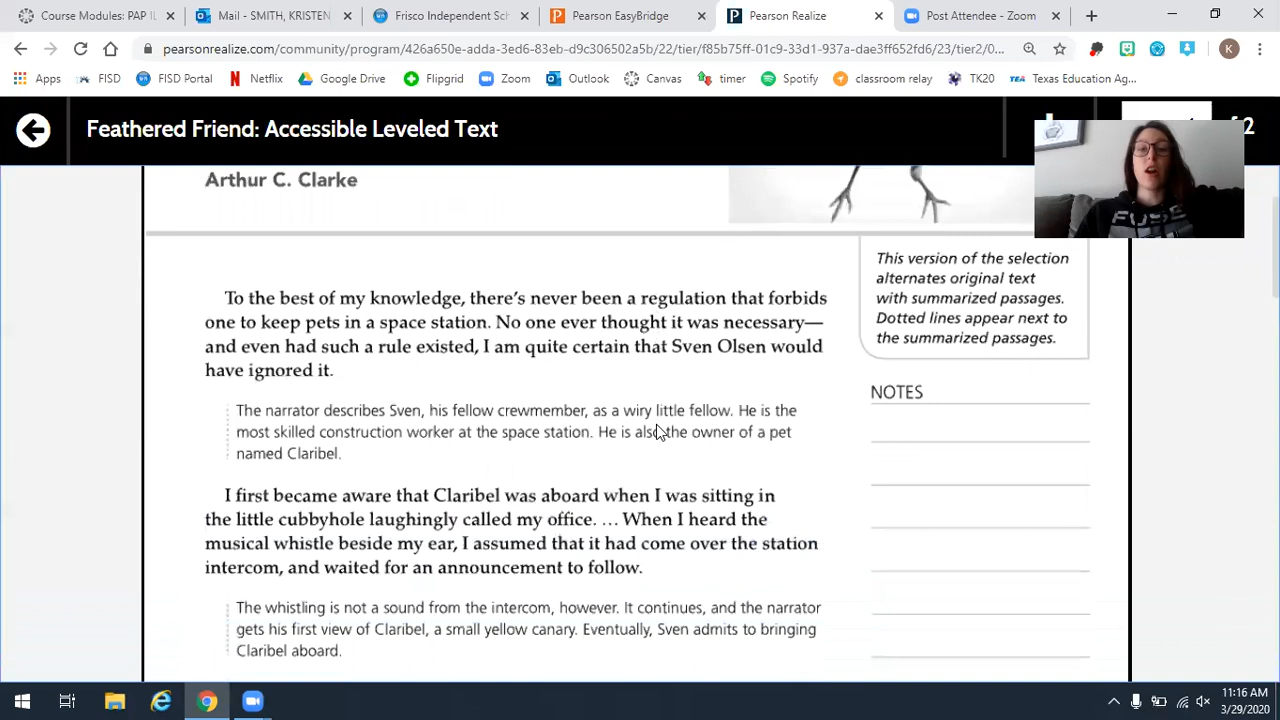 Course Modules: PAP 1L
Mail - SMITH, KRISTEN
Frisco Independent Sch
Pearson EasyBridge
Pearson Realize
Post Attendee - Zoom
pearsonrealize.com/community/program/426a650e-adda-3ed6-83eb-d9c306502a5b/22/tier/f85b75ff-01c9-33d1-937a-dae3ff652fd6/23/tier2/0...
K
Apps
FISD
FISD Portal
Netflix
Google Drive
Flipgrid
Zoom
Outlook
Canvas
timer
Spotify
classroom relay
TK20
TEA
Texas Education Ag...
Feathered Friend: Accessible Leveled Text
2
FUSE
Arthur C. Clarke
To the best of my knowledge, there's never been a regulation that forbids
one to keep pets in a space station. No one ever thought it was necessary—
and even had such a rule existed, I am quite certain that Sven Olsen would
have ignored it.
The narrator describes Sven, his fellow crewmember, as a wiry little fellow. He is the
most skilled construction worker at the space station. He is also the owner of a pet
named Claribel.
I first became aware that Claribel was aboard when I was sitting in
the little cubbyhole laughingly called my office. … When I heard the
musical whistle beside my ear, I assumed that it had come over the station
intercom, and waited for an announcement to follow.
The whistling is not a sound from the intercom, however. It continues, and the narrator
gets his first view of Claribel, a small yellow canary. Eventually, Sven admits to bringing
Claribel aboard.
This version of the selection
alternates original text
with summarized passages.
Dotted lines appear next to
the summarized passages.
NOTES
11:16 AM
3/29/2020